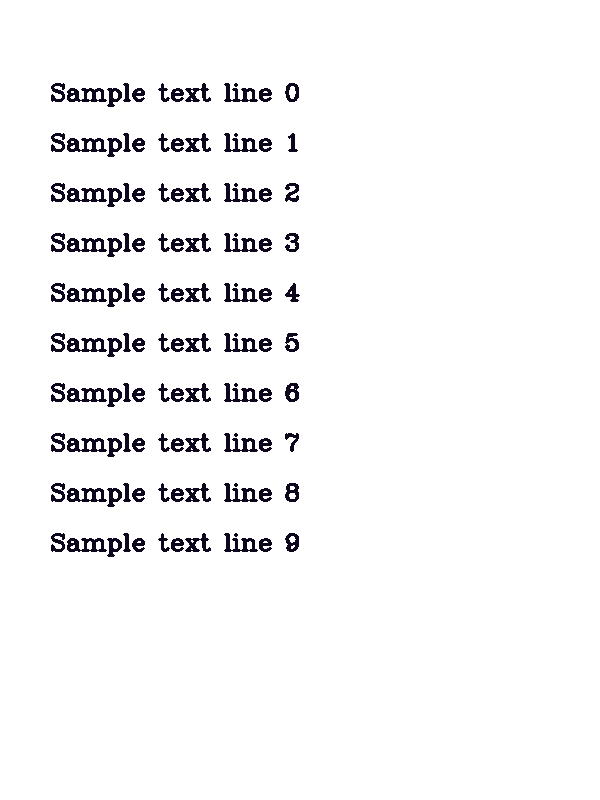 Sample text line 0
Sample text line 1
Sample text line 2
Sample text line 3
Sample text line 4
Sample text line 5
Sample text line 6
Sample text line 7
Sample text line 8
Sample text line 9